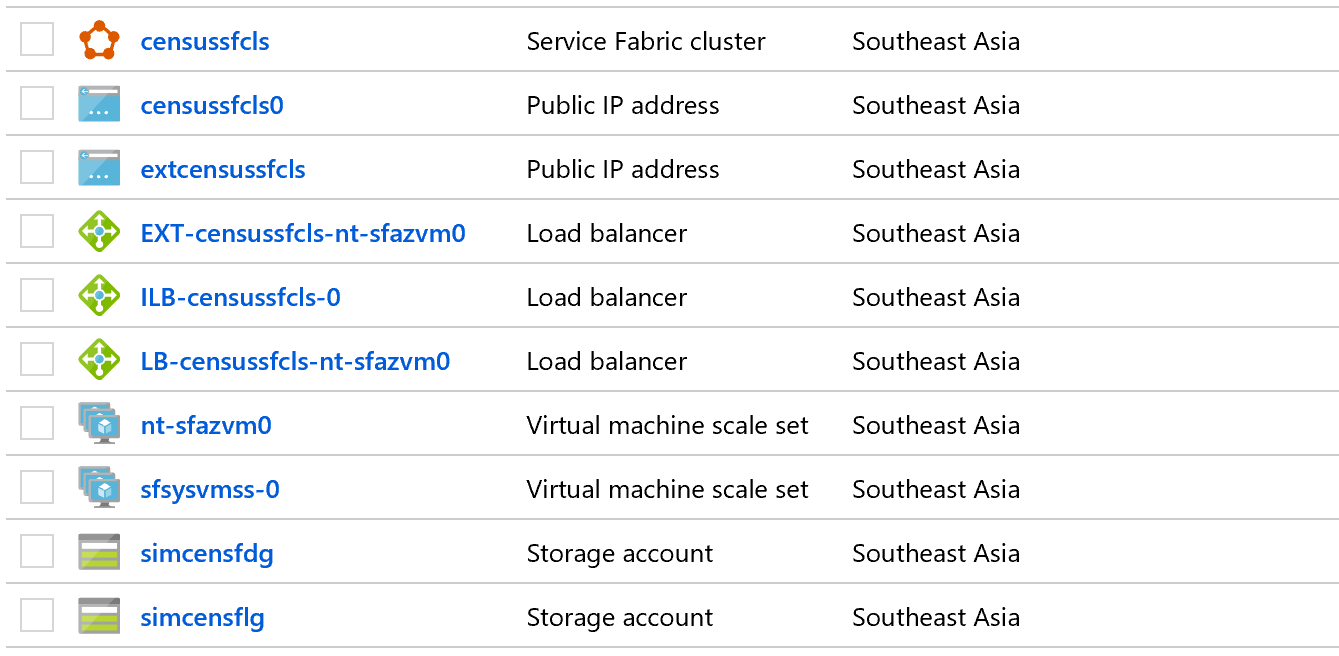 censussfcls Service Fabric cluster Southeast Asia
censussfcls0 Public IP address Southeast Asia
extcensussfcls Public IP address Southeast Asia
EXT-censussfcls-nt-sfazvm0 Load balancer Southeast Asia
ILB-censussfcls-0 Load balancer Southeast Asia
LB-censussfcls-nt-sfazvm0 Load balancer Southeast Asia
nt-sfazvm0 Virtual machine scale set Southeast Asia
sfsysvmss-0 Virtual machine scale set Southeast Asia
simcensfdg Storage account Southeast Asia
simcensflg Storage account Southeast Asia